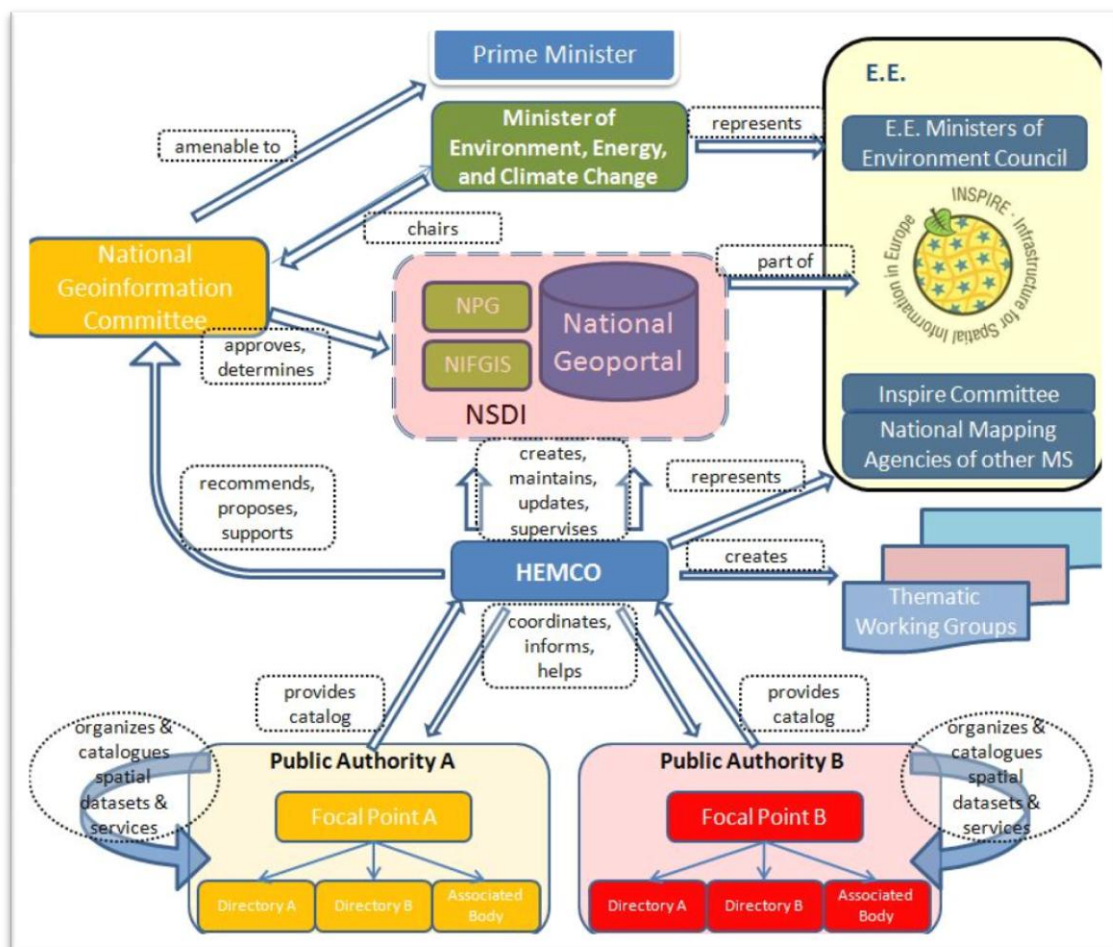 Prime Minister
E.E.
Minister of
Environment, Energy,
and Climate Change
represents
E.E. Ministers of
Environment Council
amenable to
chairs
INSPIRE · Infrastructure for Spatial Information in Europe
National
Geoinformation
Committee
part of
NPG
NIFGIS
National
Geoportal
NSDI
approves,
determines
Inspire Committee
National Mapping
Agencies of other MS
recommends,
proposes,
supports
creates,
maintains,
updates,
supervises
represents
HEMCO
creates
Thematic
Working Groups
coordinates,
informs,
helps
provides
catalog
provides
catalog
organizes &
catalogues
spatial
datasets &
services
Public Authority A
Focal Point A
Directory A
Directory B
Associated
Body
Public Authority B
Focal Point B
Directory A
Directory B
Associated
Body
organizes &
catalogues
spatial
datasets &
services